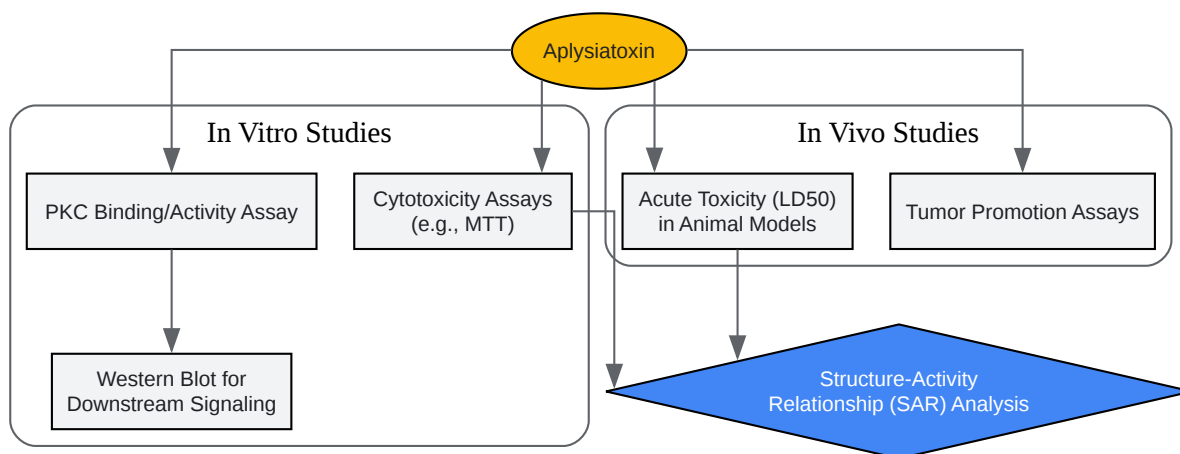 Aplysiatoxin
In Vitro Studies
In Vivo Studies
PKC Binding/Activity Assay
Cytotoxicity Assays
(e.g., MTT)
Acute Toxicity (LD50)
in Animal Models
Tumor Promotion Assays
Western Blot for
Downstream Signaling
Structure-Activity
Relationship (SAR) Analysis